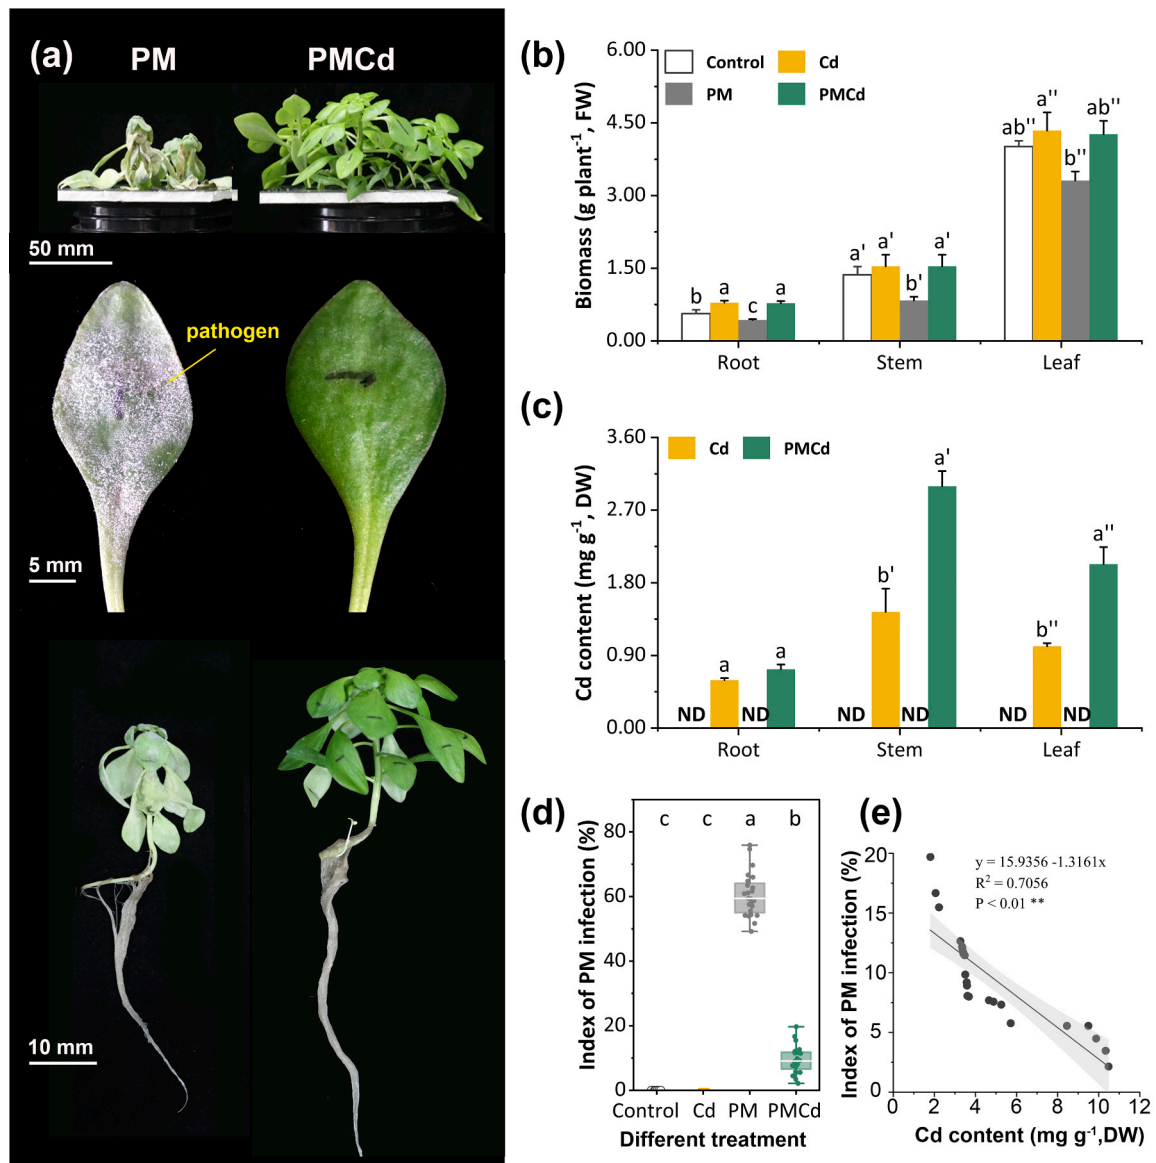 (a)
PM
PMCd
50 mm
pathogen
5 mm
10 mm
(b)
Biomass (g plant⁻¹, FW)
6.00
4.50
3.00
1.50
0.00
Control
Cd
PM
PMCd
b a c a
a' a' b' a'
ab'' a'' b'' ab''
Root Stem Leaf
(c)
Cd content (mg g⁻¹, DW)
3.60
2.70
1.80
0.90
0.00
Cd PMCd
ND a ND a
ND b' ND a'
ND b'' ND a''
Root Stem Leaf
(d)
Index of PM infection (%)
80
60
40
20
0
c c a b
Control Cd PM PMCd
Different treatment
(e)
Index of PM infection (%)
20
15
10
5
0
y = 15.9356 -1.3161x
R² = 0.7056
P < 0.01 **
0 2 4 6 8 10 12
Cd content (mg g⁻¹,DW)